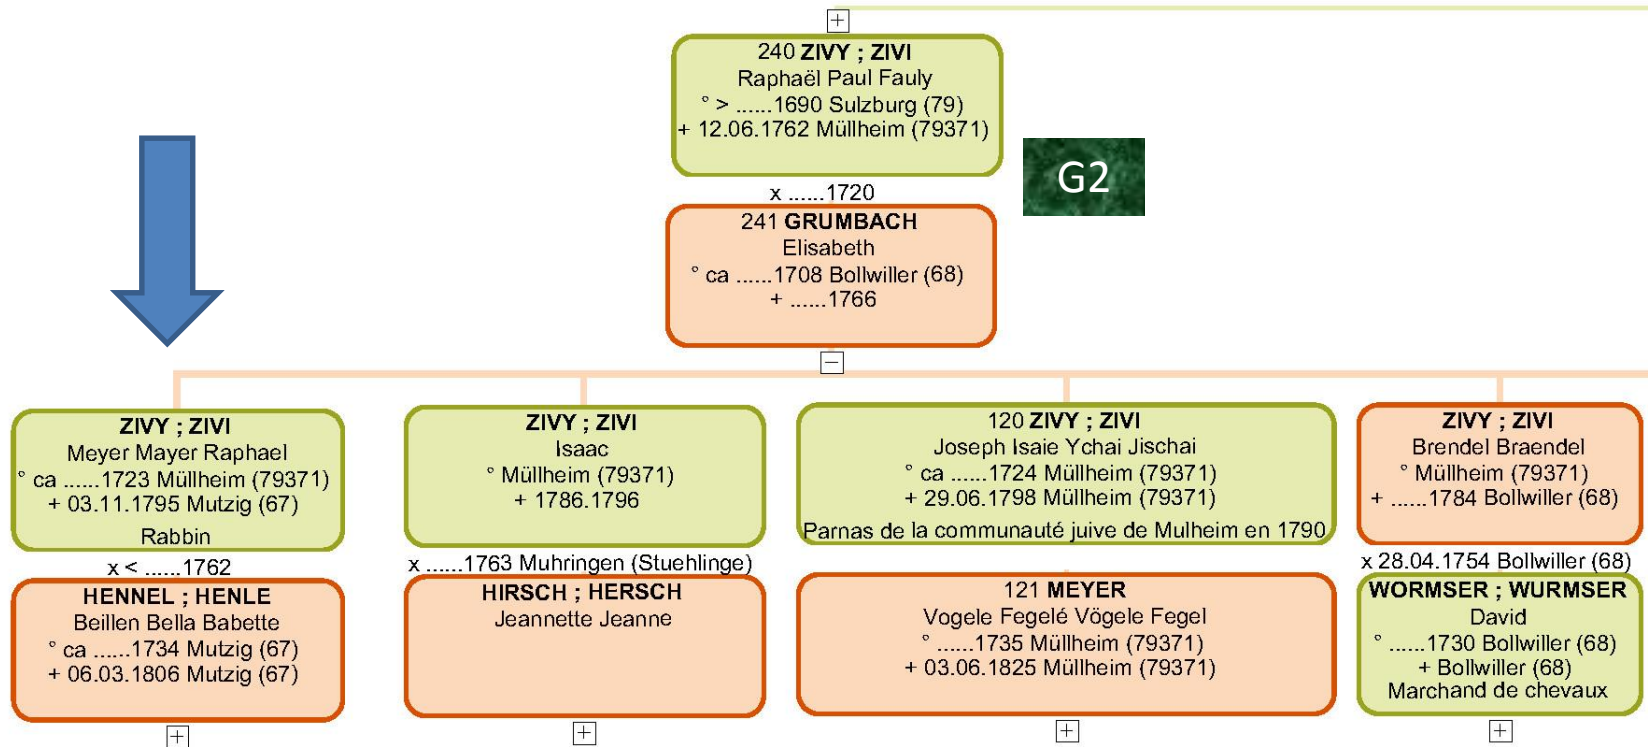 240 ZIVY ; ZIVI
Raphaël Paul Fauly
° > ......1690 Sulzburg (79)
+ 12.06.1762 Müllheim (79371)
G2
x ......1720
241 GRUMBACH
Elisabeth
° ca ......1708 Bollwiller (68)
+ ......1766
ZIVY ; ZIVI
Meyer Mayer Raphael
° ca ......1723 Müllheim (79371)
+ 03.11.1795 Mutzig (67)
Rabbin
x < ......1762
HENNEL ; HENLE
Beillen Bella Babette
° ca ......1734 Mutzig (67)
+ 06.03.1806 Mutzig (67)
ZIVY ; ZIVI
Isaac
° Müllheim (79371)
+ 1786.1796
x ......1763 Muhringen (Stuehlinge)
HIRSCH ; HERSCH
Jeannette Jeanne
120 ZIVY ; ZIVI
Joseph Isaie Ychai Jischai
° ca ......1724 Müllheim (79371)
+ 29.06.1798 Müllheim (79371)
Parnas de la communauté juive de Mulheim en 1790
121 MEYER
Vogele Fegelé Vögele Fegel
° ......1735 Müllheim (79371)
+ 03.06.1825 Müllheim (79371)
ZIVY ; ZIVI
Brendel Braendel
° Müllheim (79371)
+ ......1784 Bollwiller (68)
x 28.04.1754 Bollwiller (68)
WORMSER ; WURMSER
David
° ......1730 Bollwiller (68)
+ Bollwiller (68)
Marchand de chevaux